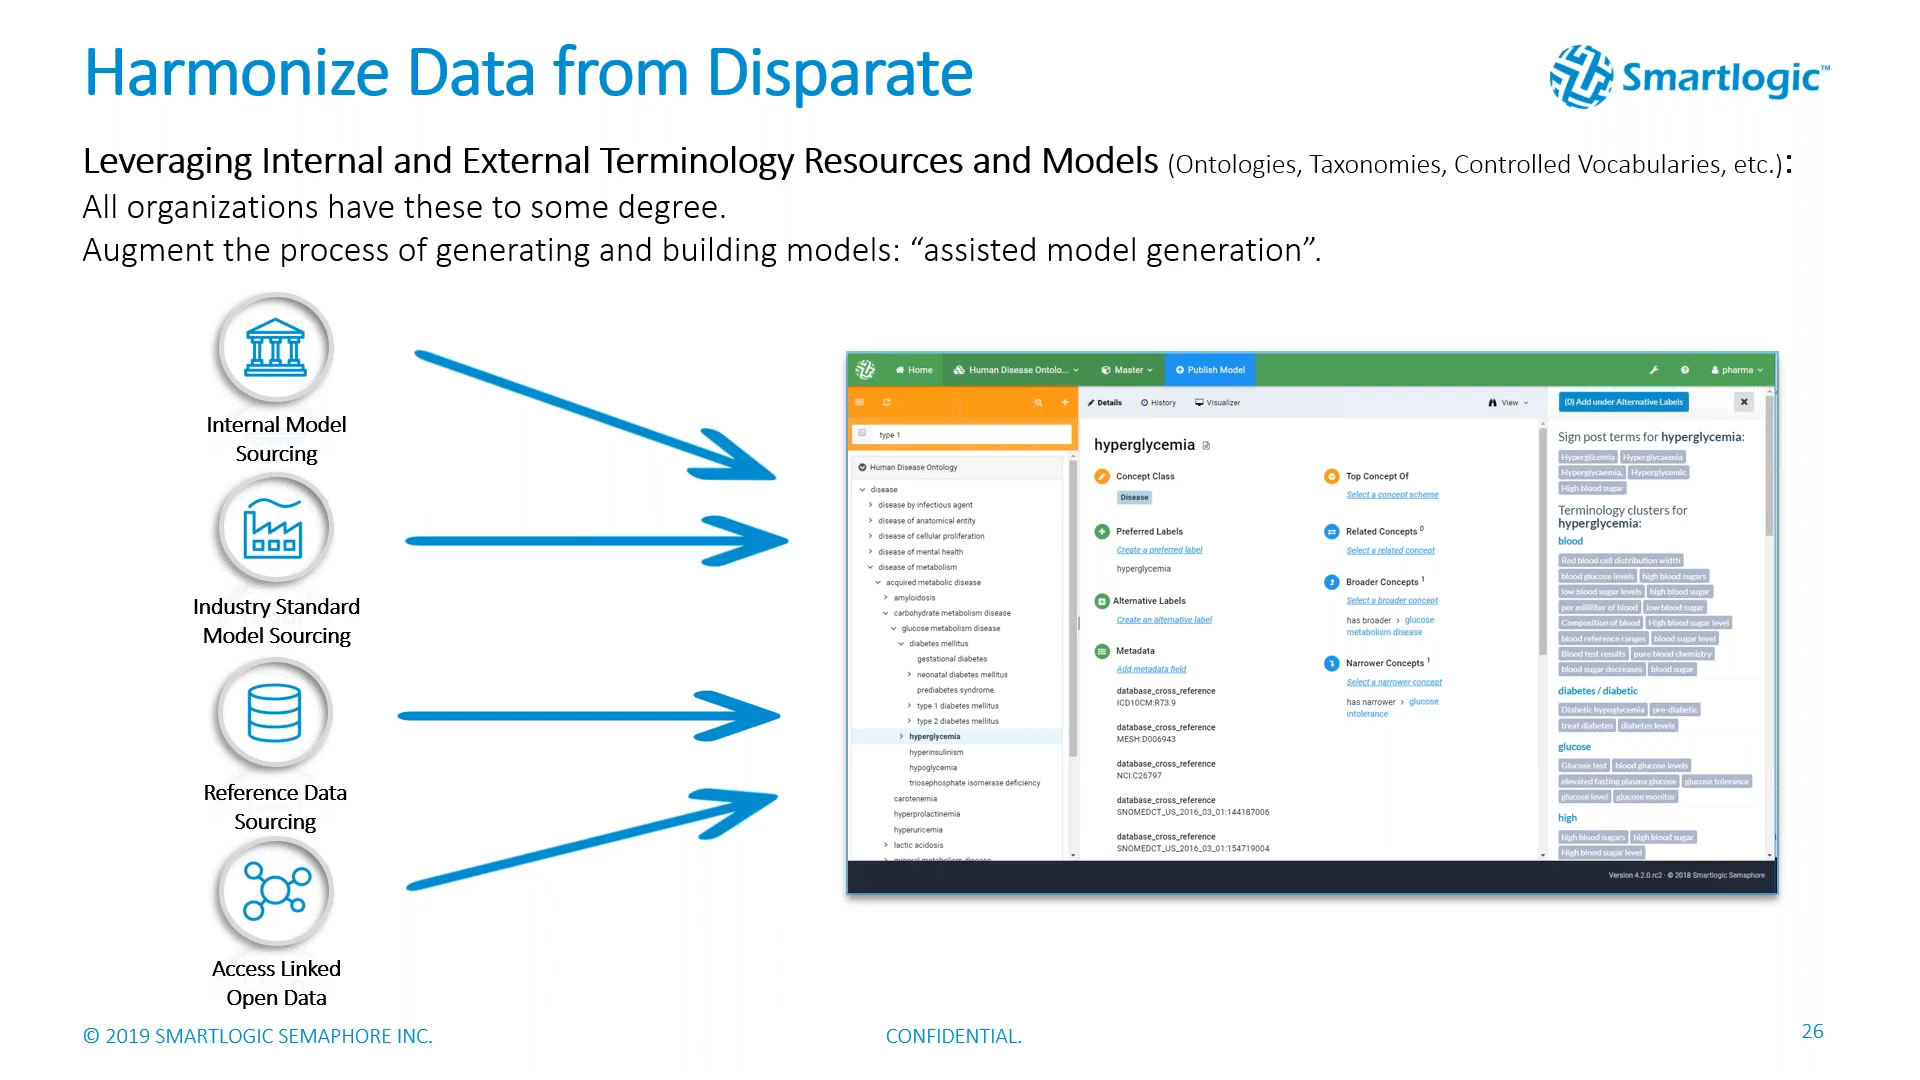 Harmonize Data from Disparate
Smartlogic™
Leveraging Internal and External Terminology Resources and Models (Ontologies, Taxonomies, Controlled Vocabularies, etc.):
All organizations have these to some degree.
Augment the process of generating and building models: “assisted model generation”.
Internal Model
Sourcing
Industry Standard
Model Sourcing
Reference Data
Sourcing
Access Linked
Open Data
Home
Human Disease Ontolo...
Master
Publish Model
pharma
type 1
Human Disease Ontology
disease
disease by infectious agent
disease of anatomical entity
disease of cellular proliferation
disease of mental health
disease of metabolism
acquired metabolic disease
amyloidosis
carbohydrate metabolism disease
glucose metabolism disease
diabetes mellitus
gestational diabetes
neonatal diabetes mellitus
prediabetes syndrome
type 1 diabetes mellitus
type 2 diabetes mellitus
hyperglycemia
hyperinsulinism
hypoglycemia
triosephosphate isomerase deficiency
carotenemia
hyperprolactinemia
hyperuricemia
lactic acidosis
mineral metabolism disease
Details
History
Visualizer
View
hyperglycemia
Concept Class
Disease
Preferred Labels
Create a preferred label
hyperglycemia
Alternative Labels
Create an alternative label
Metadata
Add metadata field
database_cross_reference
ICD10CM:R73.9
database_cross_reference
MESH:D006943
database_cross_reference
NCI:C26797
database_cross_reference
SNOMEDCT_US_2016_03_01:144187006
database_cross_reference
SNOMEDCT_US_2016_03_01:154719004
Top Concept Of
Select a concept scheme
Related Concepts 0
Select a related concept
Broader Concepts 1
Select a broader concept
has broader > glucose
metabolism disease
Narrower Concepts 1
Select a narrower concept
has narrower > glucose
intolerance
(0) Add under Alternative Labels
Sign post terms for hyperglycemia:
Hyperglicemia Hyperglycaemia
Hyperglycaemia, Hyperglycemic
High blood sugar
Terminology clusters for
hyperglycemia:
blood
Red blood cell distribution width
blood glucose levels high blood sugars
low blood sugar levels high blood sugar
per milliliter of blood low blood sugar
Composition of blood High blood sugar level
blood reference ranges blood sugar level
Blood test results pure blood chemistry
blood sugar decreases blood sugar
diabetes / diabetic
Diabetic hypoglycemia pre-diabetic
treat diabetes diabetes levels
glucose
Glucose test blood glucose levels
elevated fasting plasma glucose glucose tolerance
glucose level glucose monitor
high
high blood sugars high blood sugar
High blood sugar level
Version 4.2.0.rc2 - © 2018 Smartlogic Semaphore
© 2019 SMARTLOGIC SEMAPHORE INC.
CONFIDENTIAL.
26